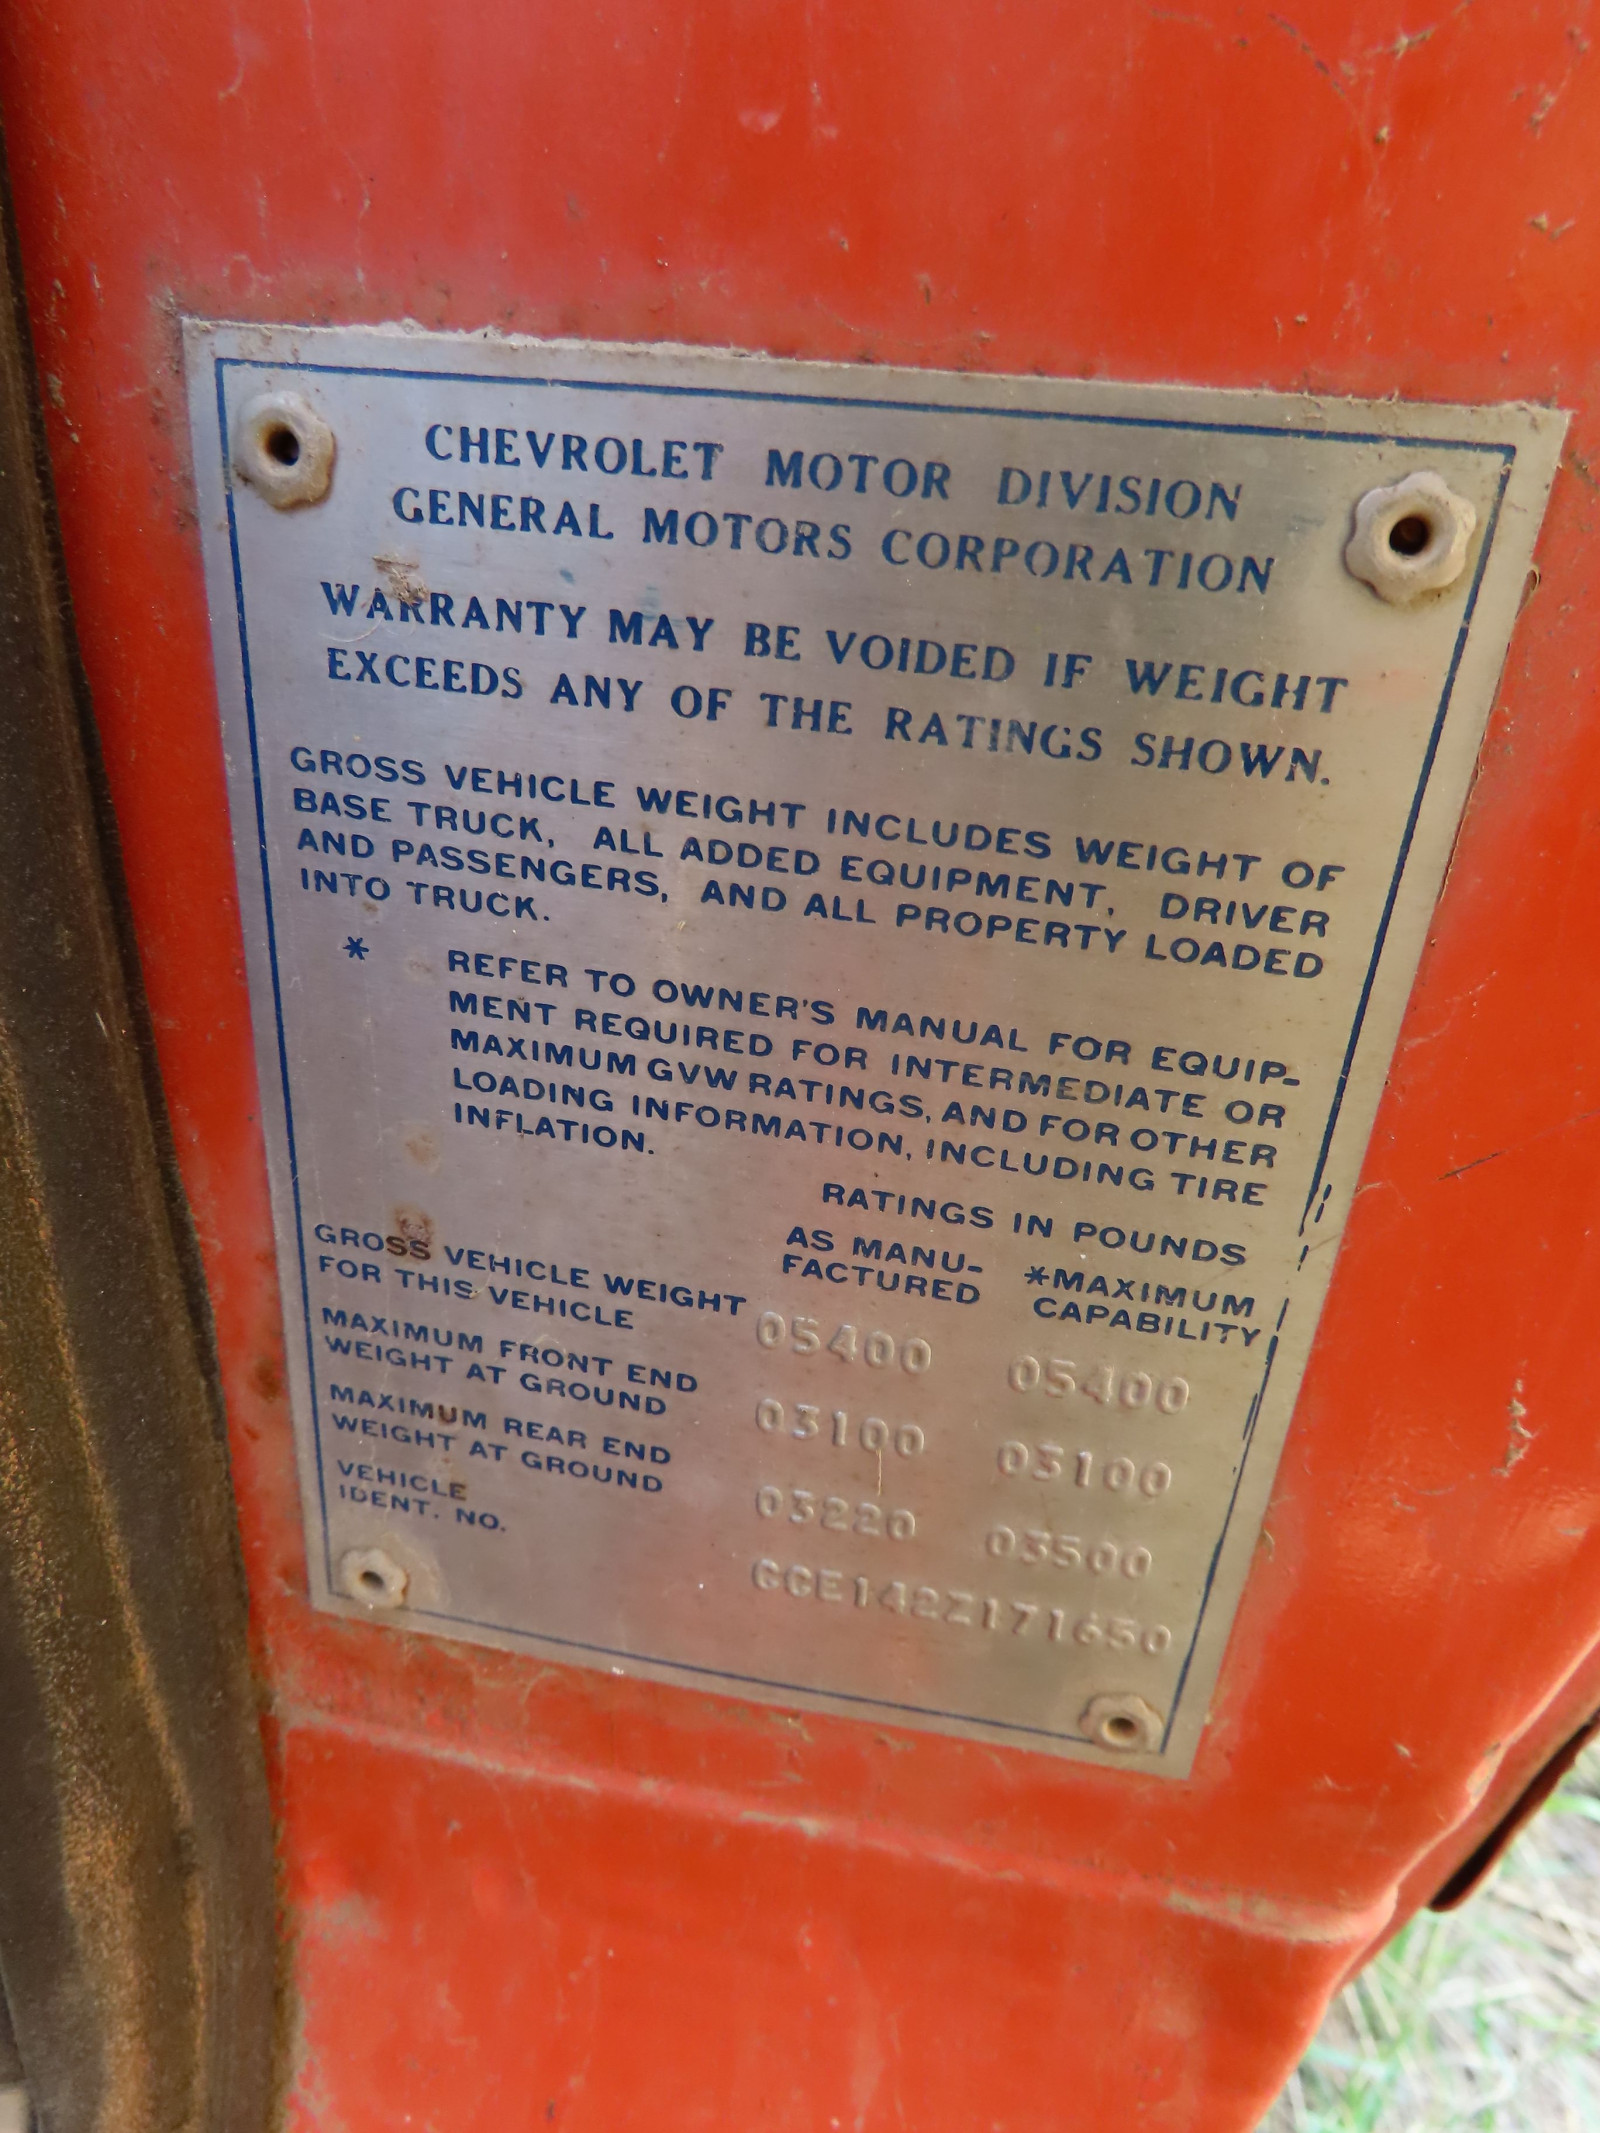 CHEVROLET MOTOR DIVISION
GENERAL MOTORS CORPORATION
WARRANTY MAY BE VOIDED IF WEIGHT
EXCEEDS ANY OF THE RATINGS SHOWN.
GROSS VEHICLE WEIGHT INCLUDES WEIGHT OF
BASE TRUCK, ALL ADDED EQUIPMENT, DRIVER
AND PASSENGERS, AND ALL PROPERTY LOADED
INTO TRUCK.
* REFER TO OWNER'S MANUAL FOR EQUIP-
MENT REQUIRED FOR INTERMEDIATE OR
MAXIMUM GVW RATINGS, AND FOR OTHER
LOADING INFORMATION, INCLUDING TIRE
INFLATION.
RATINGS IN POUNDS
AS MANU-
FACTURED
*MAXIMUM
CAPABILITY
GROSS VEHICLE WEIGHT
FOR THIS VEHICLE
05400 05400
MAXIMUM FRONT END
WEIGHT AT GROUND
03100 03100
MAXIMUM REAR END
WEIGHT AT GROUND
03220 03500
VEHICLE
IDENT. NO.
CCE142Z171650